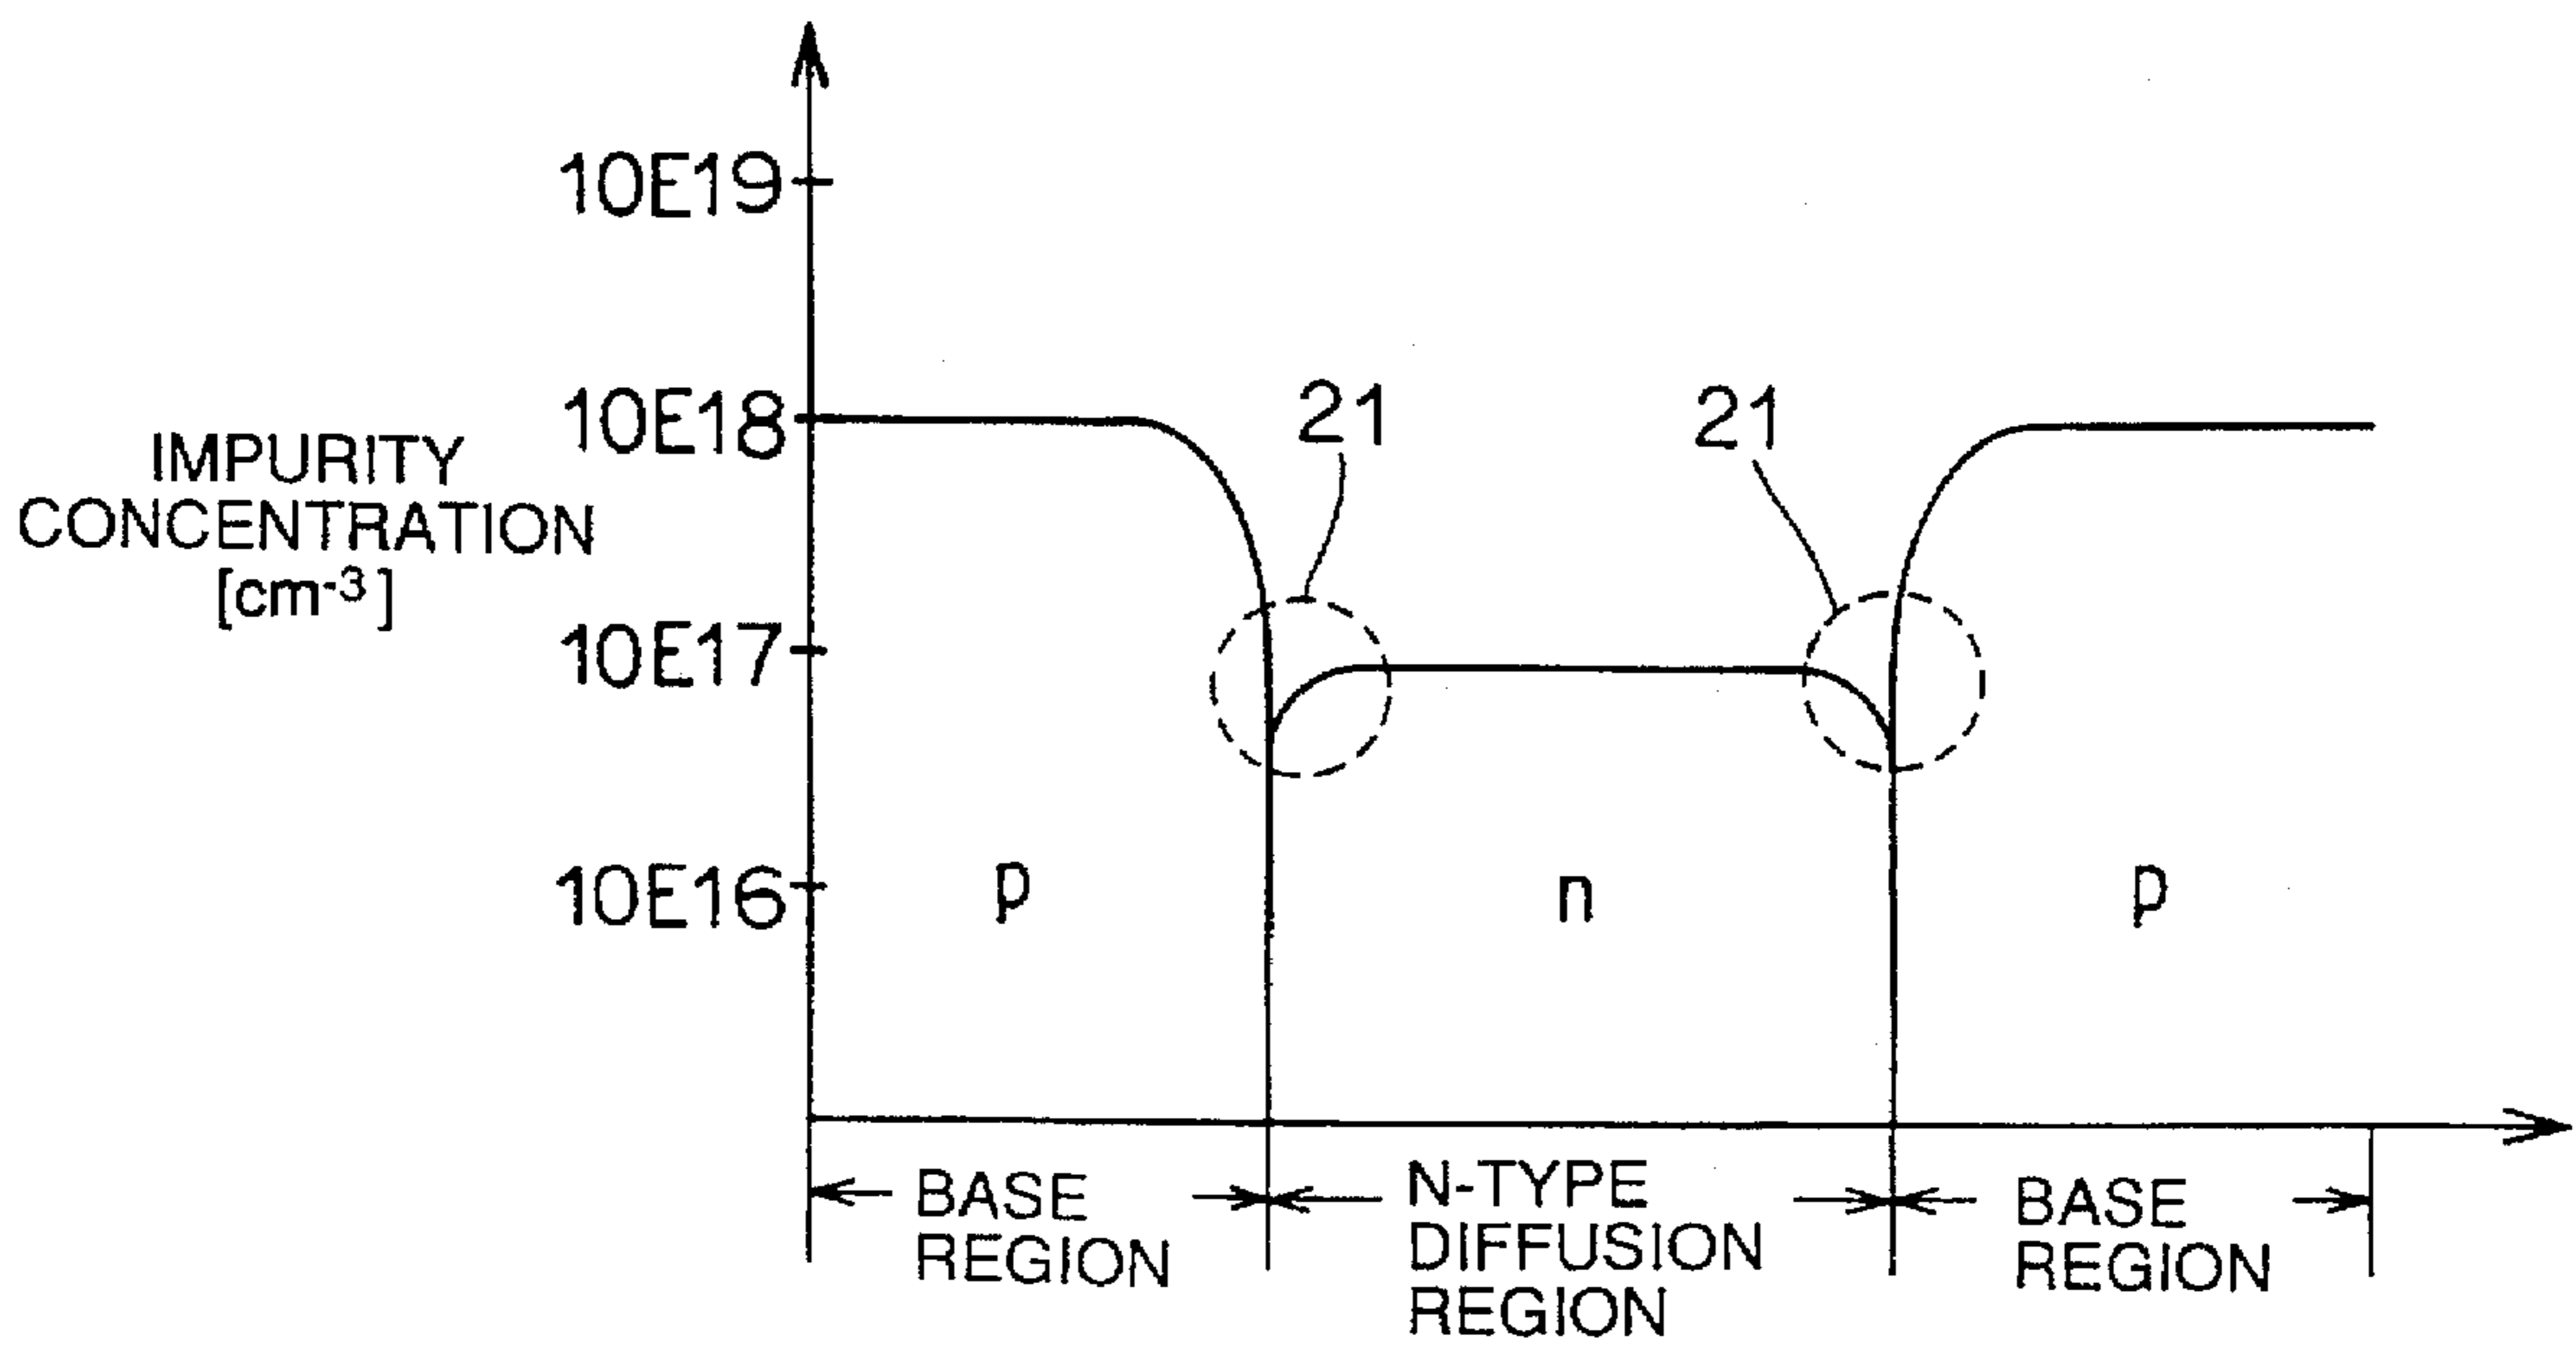 10E19
10E18
IMPURITY
CONCENTRATION
[cm-3]
21
21
10E17
10E16
p
n
p
BASE
REGION
N-TYPE
DIFFUSION
REGION
BASE
REGION